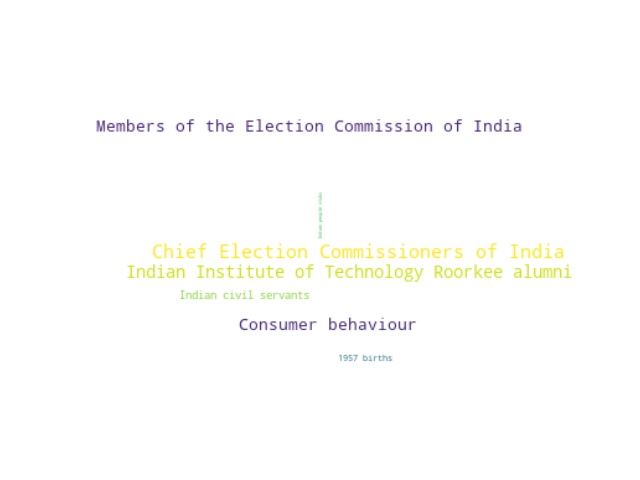 Members of the Election Commission of India
Chief Election Commissioners of India
Indian Institute of Technology Roorkee alumni
Indian civil servants
Consumer behaviour
1957 births